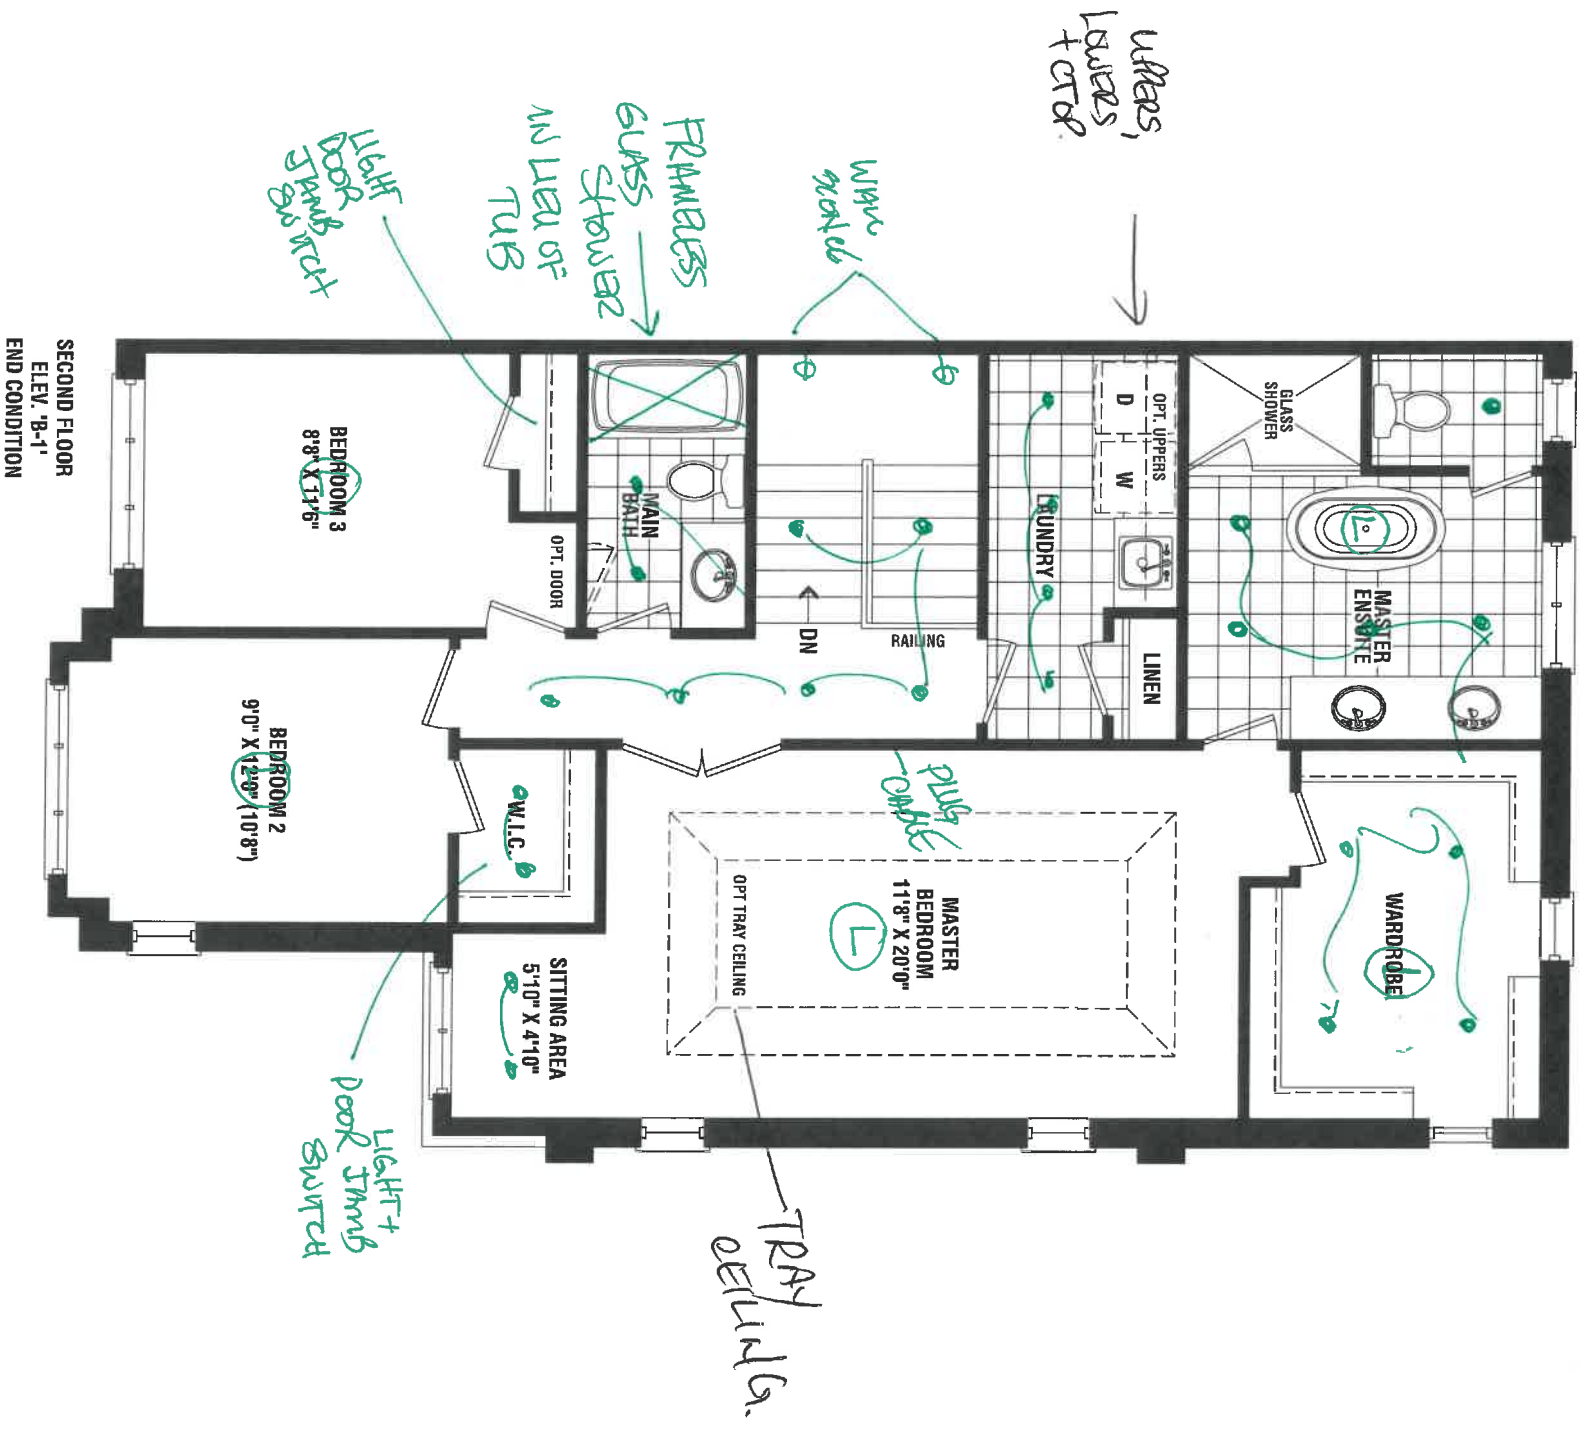 UPPERS,
LOWERS
+ CTOP.
WALL
SCONCE
FRAMELESS
GLASS
SHOWER
IN LIEU OF
TUB
LIGHT
DOOR
JAMB
SWITCH
GLASS
SHOWER
OPT. UPPERS
D
W
LAUNDRY
LINEN
L
MASTER
ENSUITE
RAILING
DN
MAIN
BATH
OPT. DOOR
BEDROOM 3
8'8" X 11'6"
L
BEDROOM 2
9'0" X 12'0" (10'8")
L
W.I.C.
PLUG
CABLE
MASTER
BEDROOM
11'8" X 20'0"
L
OPT TRAY CEILING
WARDROBE
L
SITTING AREA
5'10" X 4'10"
LIGHT +
DOOR JAMB
SWITCH
TRAY
CEILING.
SECOND FLOOR
ELEV. 'B-1'
END CONDITION